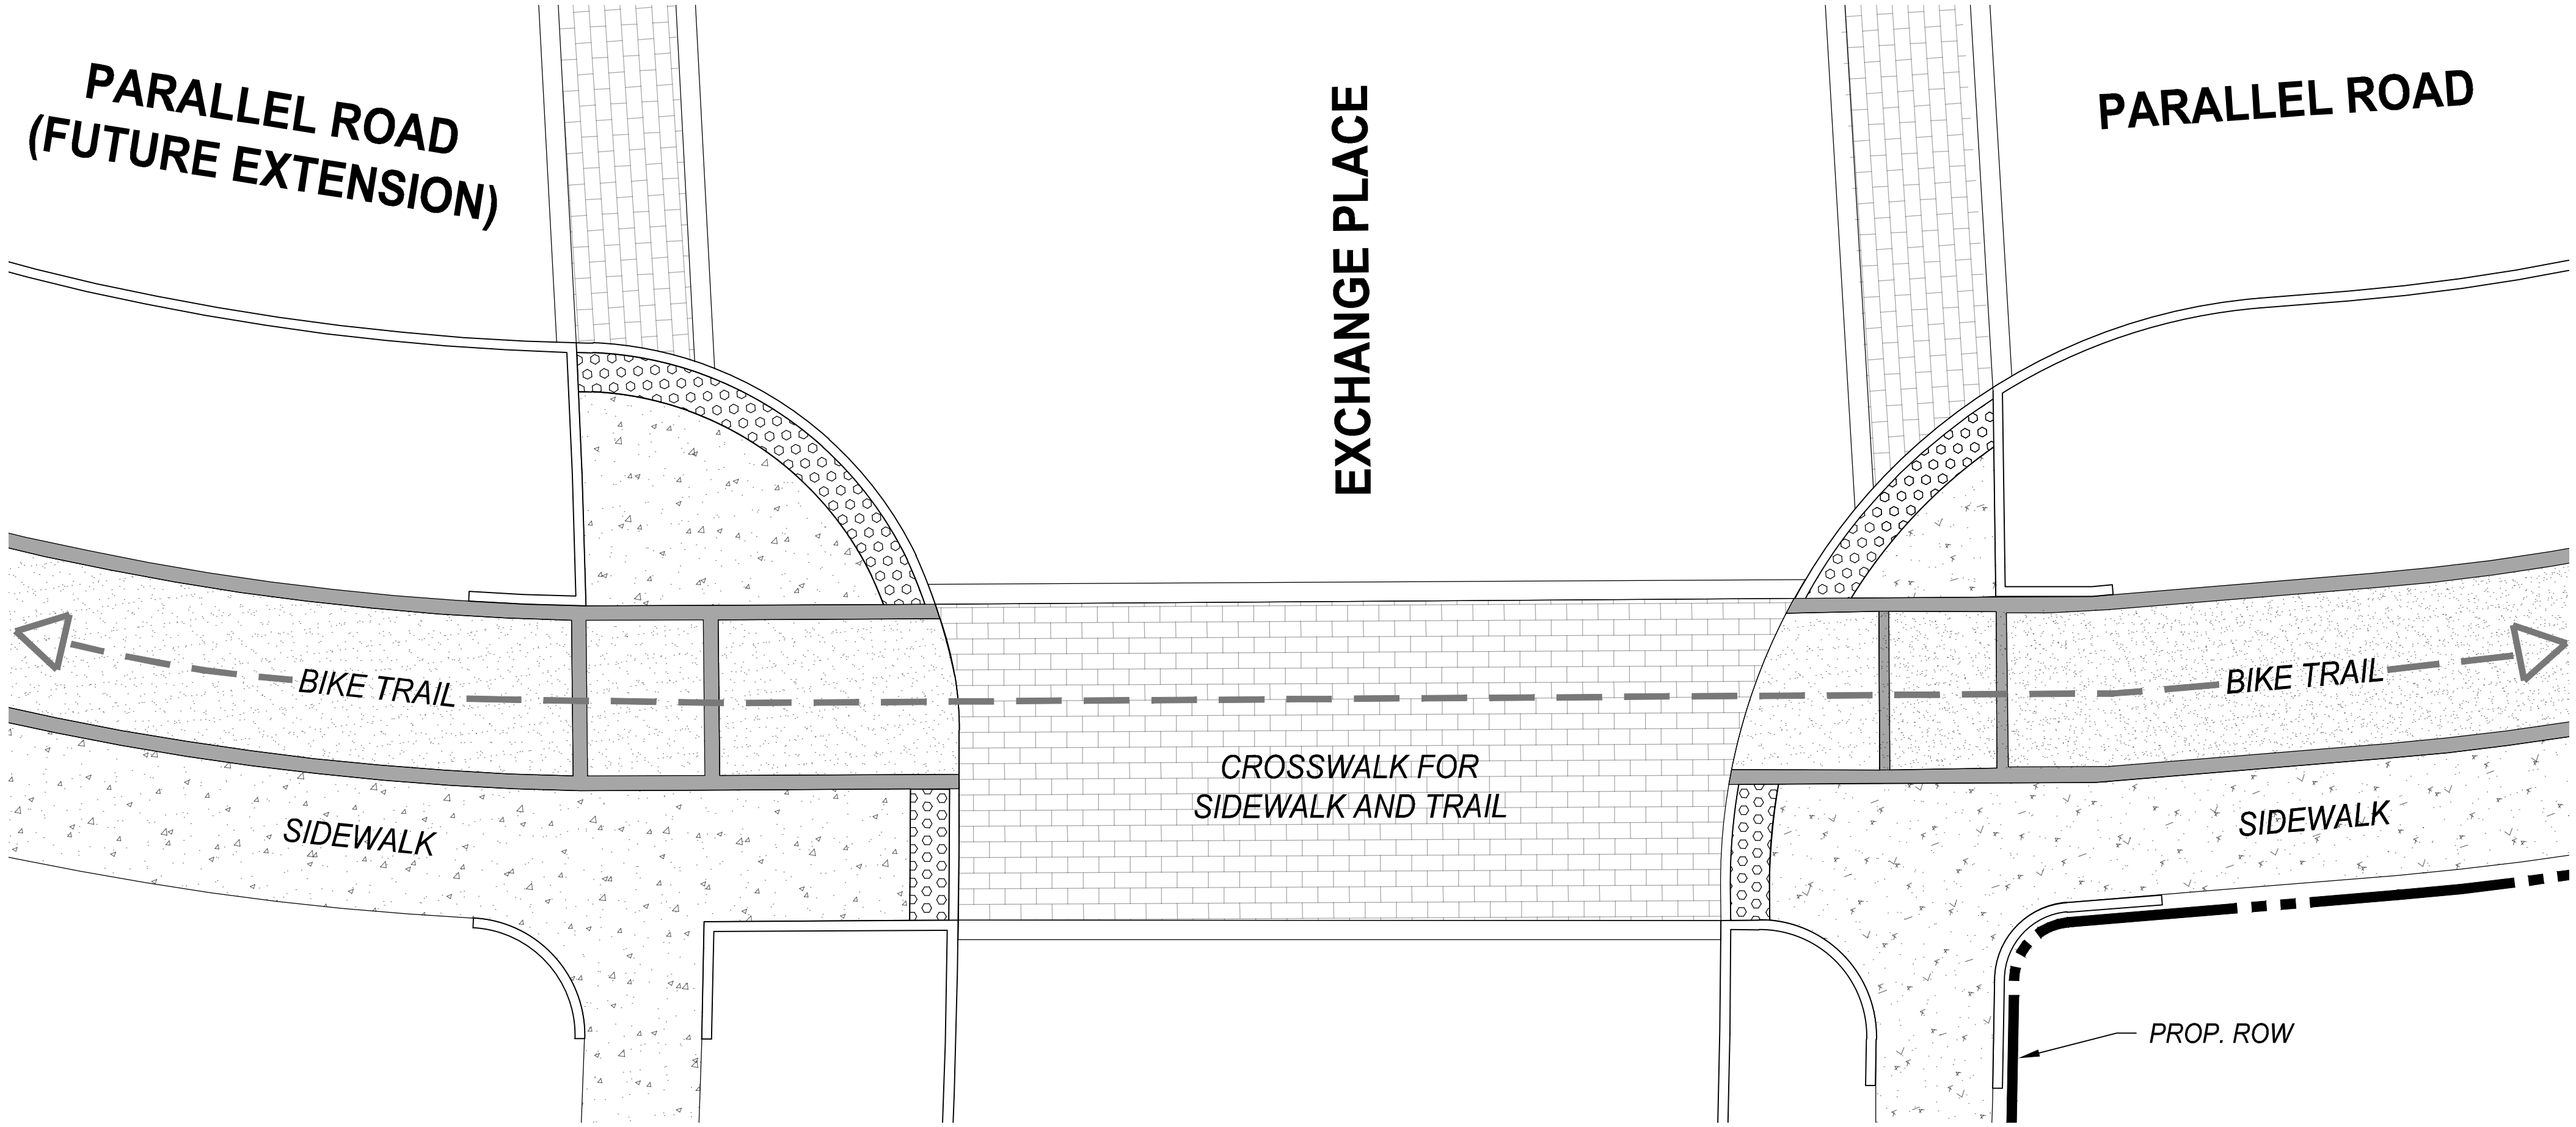 PARALLEL ROAD
(FUTURE EXTENSION)
EXCHANGE PLACE
PARALLEL ROAD
BIKE TRAIL
BIKE TRAIL
CROSSWALK FOR
SIDEWALK AND TRAIL
SIDEWALK
SIDEWALK
PROP. ROW